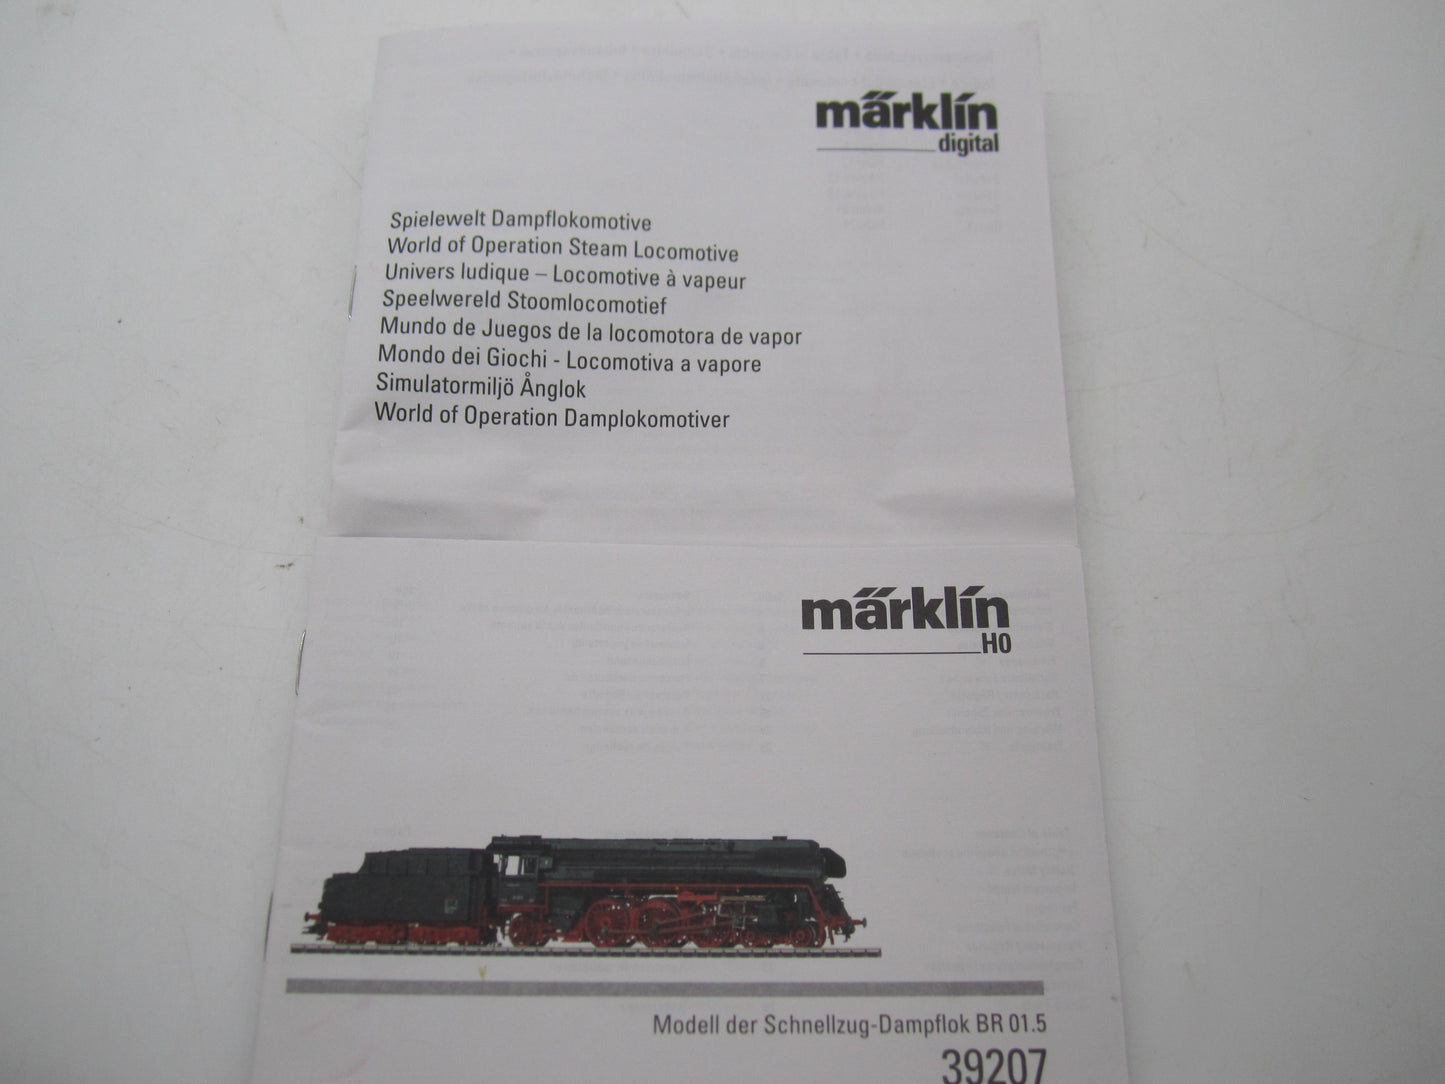 märklin
digital
Spielewelt Dampflokomotive
World of Operation Steam Locomotive
Univers ludique – Locomotive à vapeur
Speelwereld Stoomlocomotief
Mundo de Juegos de la locomotora de vapor
Mondo dei Giochi - Locomotiva a vapore
Simulatormiljö Ånglok
World of Operation Damplokomotiver
märklin
H0
Modell der Schnellzug-Dampflok BR 01.5
39207